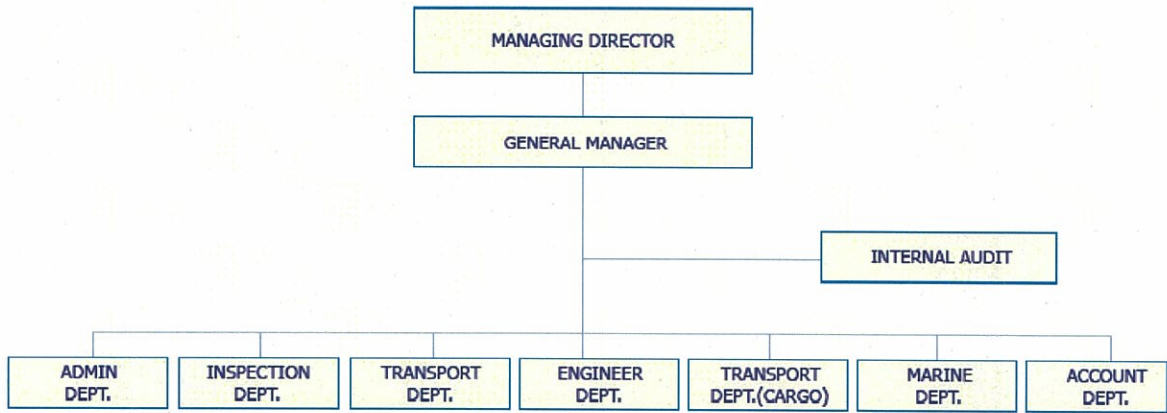 MANAGING DIRECTOR
GENERAL MANAGER
INTERNAL AUDIT
ADMIN
DEPT.
INSPECTION
DEPT.
TRANSPORT
DEPT.
ENGINEER
DEPT.
TRANSPORT
DEPT.(CARGO)
MARINE
DEPT.
ACCOUNT
DEPT.